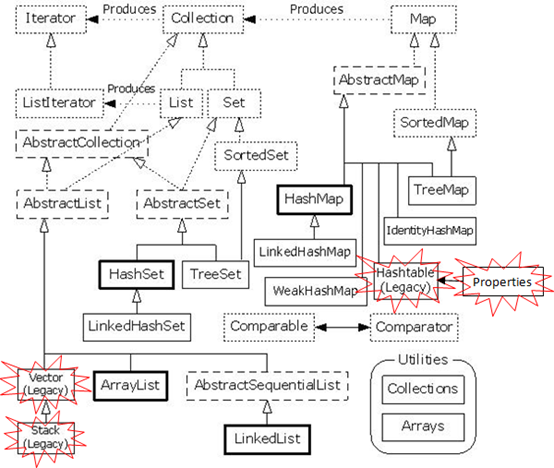 Iterator
Produces
Collection
Produces
Map
AbstractMap
ListIterator
Produces
List
Set
SortedMap
AbstractCollection
SortedSet
AbstractList
AbstractSet
HashMap
TreeMap
IdentityHashMap
LinkedHashMap
HashSet
TreeSet
WeakHashMap
Hashtable
(Legacy)
Properties
LinkedHashSet
Comparable
Comparator
Utilities
Vector
(Legacy)
ArrayList
AbstractSequentialList
Collections
Stack
(Legacy)
LinkedList
Arrays